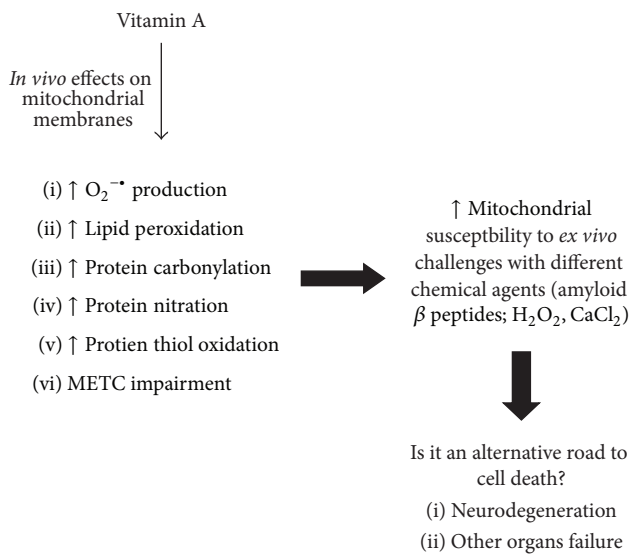 Vitamin A
In vivo effects on
mitochondrial
membranes
(i) ↑ O₂⁻• production
(ii) ↑ Lipid peroxidation
(iii) ↑ Protein carbonylation
(iv) ↑ Protein nitration
(v) ↑ Protien thiol oxidation
(vi) METC impairment
↑ Mitochondrial
susceptbility to ex vivo
challenges with different
chemical agents (amyloid
β peptides; H₂O₂, CaCl₂)
Is it an alternative road to
cell death?
(i) Neurodegeneration
(ii) Other organs failure